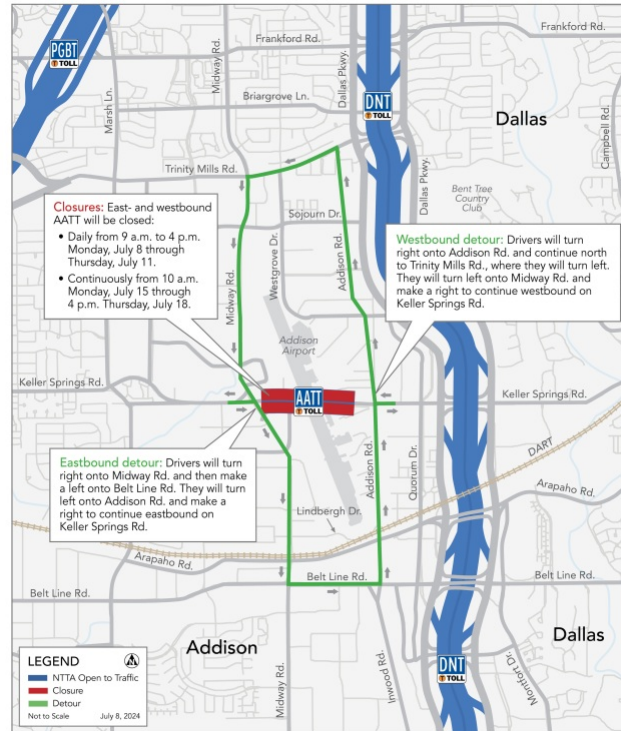 PGBT
TOLL
Frankford Rd.
Frankford Rd.
Midway Rd.
Dallas Pkwy.
Marsh Ln.
Briargrove Ln.
DNT
TOLL
Dallas
Campbell Rd.
Trinity Mills Rd.
Dallas Pkwy.
Bent Tree
Country
Club
Closures: East- and westbound
AATT will be closed:
• Daily from 9 a.m. to 4 p.m.
Monday, July 8 through
Thursday, July 11.
• Continuously from 10 a.m.
Monday, July 15 through
4 p.m. Thursday, July 18.
Sojourn Dr.
Westgrove Dr.
Addison Rd.
Midway Rd.
Westbound detour: Drivers will turn
right onto Addison Rd. and continue north
to Trinity Mills Rd., where they will turn left.
They will turn left onto Midway Rd. and
make a right to continue westbound on
Keller Springs Rd.
Addison
Airport
Keller Springs Rd.
AATT
TOLL
Keller Springs Rd.
Eastbound detour: Drivers will turn
right onto Midway Rd. and then make
a left onto Belt Line Rd. They will turn
left onto Addison Rd. and make a
right to continue eastbound on
Keller Springs Rd.
Addison Rd.
Quorum Dr.
DART
Arapaho Rd.
Lindbergh Dr.
Arapaho Rd.
Belt Line Rd.
Belt Line Rd.
Belt Line Rd.
Addison
Dallas
Midway Rd.
Inwood Rd.
DNT
TOLL
Montfort Dr.
LEGEND
NTTA Open to Traffic
Closure
Detour
Not to Scale July 8, 2024